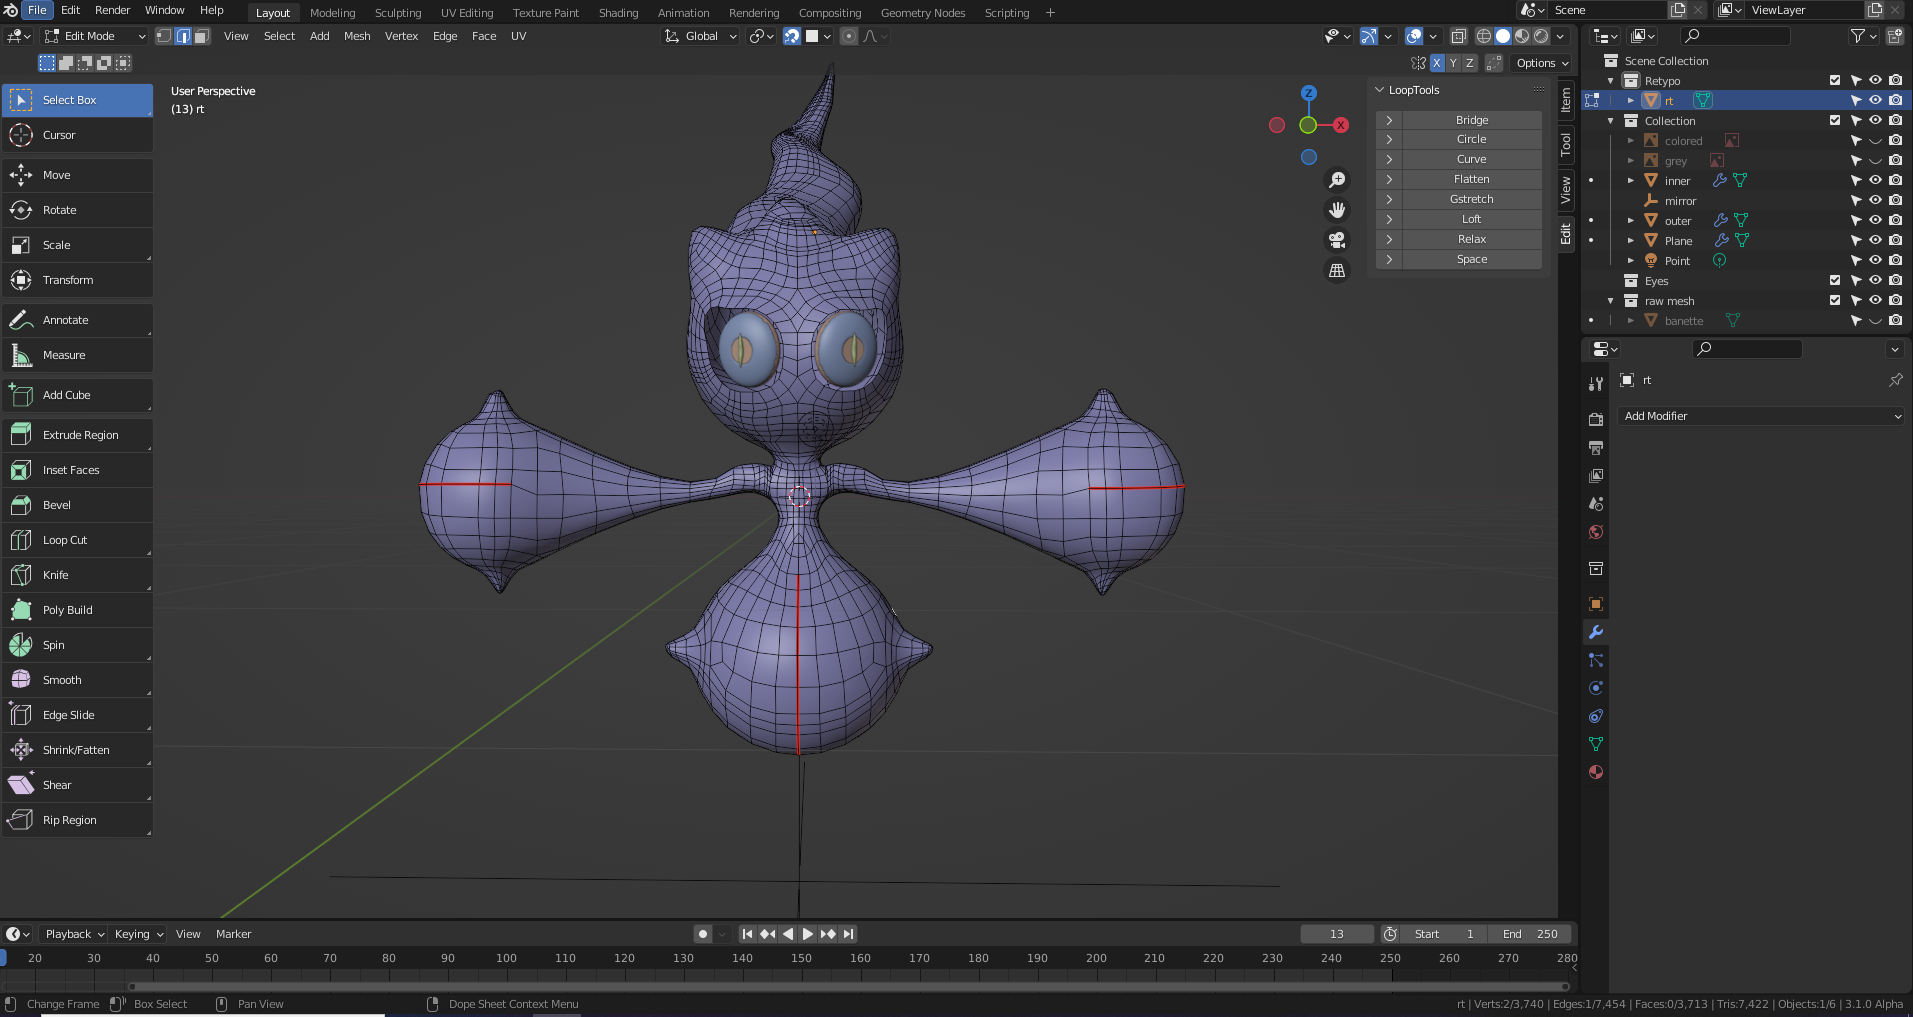 File Edit Render Window Help Layout Modeling Sculpting UV Editing Texture Paint Shading Animation Rendering Compositing Geometry Nodes Scripting + Scene ViewLayer
Edit Mode View Select Add Mesh Vertex Edge Face UV Global
X Y Z Options
User Perspective
(13) rt
Select Box
Cursor
Move
Rotate
Scale
Transform
Annotate
Measure
Add Cube
Extrude Region
Inset Faces
Bevel
Loop Cut
Knife
Poly Build
Spin
Smooth
Edge Slide
Shrink/Fatten
Shear
Rip Region
Z
X
LoopTools
Bridge
Circle
Curve
Flatten
Gstretch
Loft
Relax
Space
Item
Tool
View
Edit
Scene Collection
Retypo
rt
Collection
colored
grey
inner
mirror
outer
Plane
Point
Eyes
raw mesh
banette
rt
Add Modifier
Playback Keying View Marker 13 Start 1 End 250
20 30 40 50 60 70 80 90 100 110 120 130 140 150 160 170 180 190 200 210 220 230 240 250 260 270 280
Change Frame Box Select Pan View Dope Sheet Context Menu rt | Verts:2/3,740 | Edges:1/7,454 | Faces:0/3,713 | Tris:7,422 | Objects:1/6 | 3.1.0 Alpha